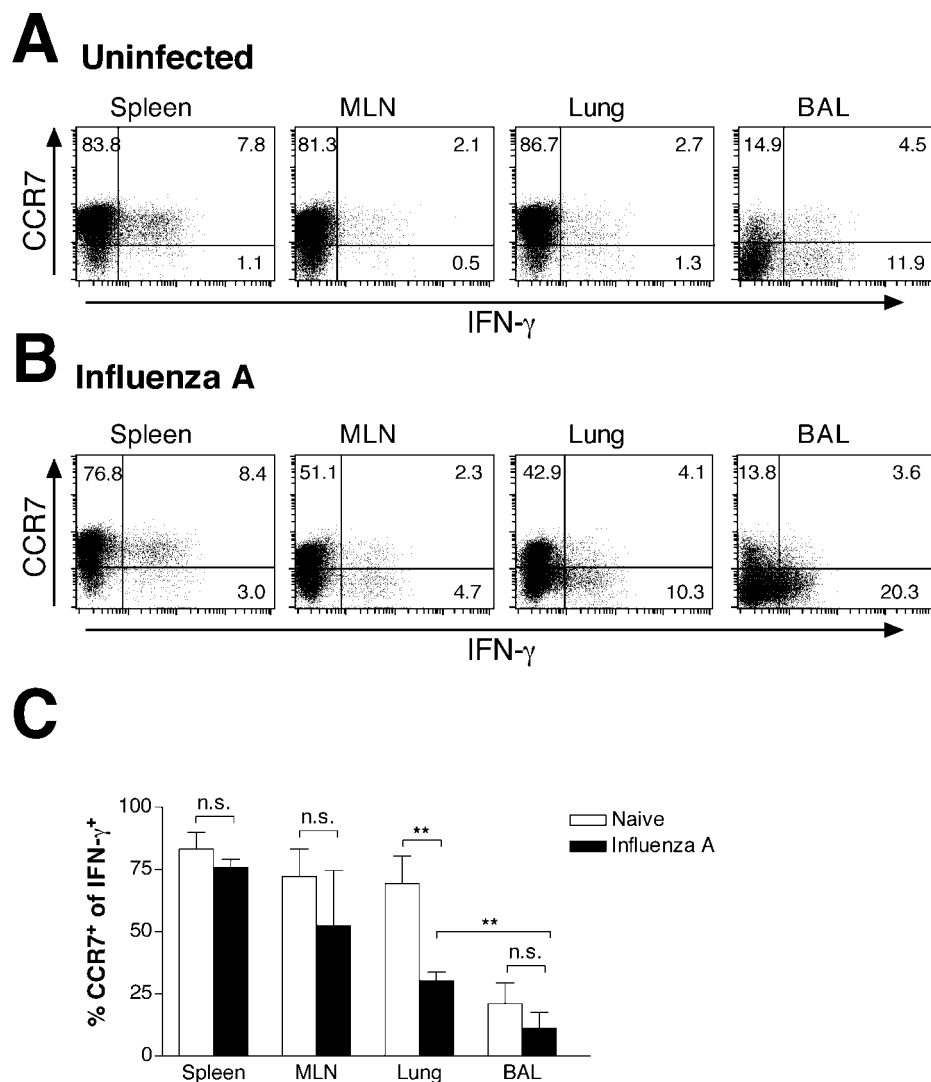 A Uninfected
Spleen MLN Lung BAL
83.8 7.8 81.3 2.1 86.7 2.7 14.9 4.5
CCR7
1.1 0.5 1.3 11.9
IFN-γ
B Influenza A
Spleen MLN Lung BAL
76.8 8.4 51.1 2.3 42.9 4.1 13.8 3.6
CCR7
3.0 4.7 10.3 20.3
IFN-γ
C
% CCR7+ of IFN-γ+
100
75
50
25
0
n.s. n.s. ** ** n.s.
Naive
Influenza A
Spleen MLN Lung BAL